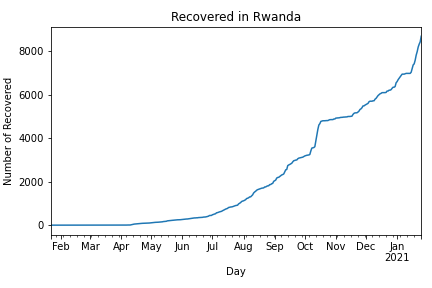 Recovered in Rwanda
Number of Recovered
8000
6000
4000
2000
0
Feb Mar Apr May Jun Jul Aug Sep Oct Nov Dec Jan
2021
Day